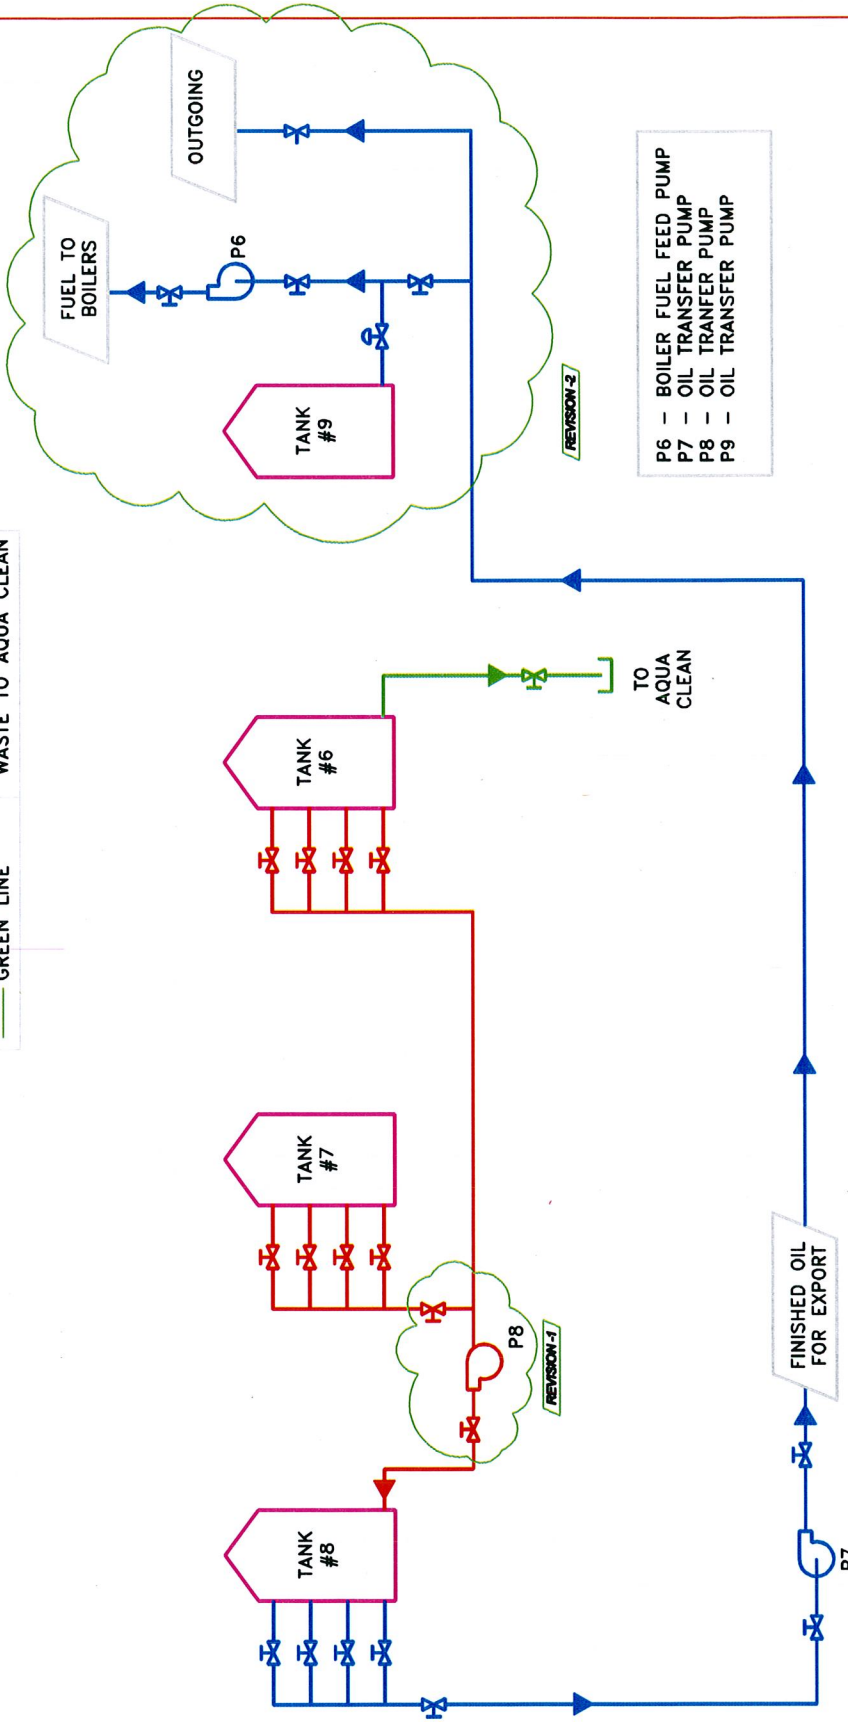 GREEN LINE WASTE TO AQUA CLEAN
FUEL TO
BOILERS
OUTGOING
P6
TANK
#9
REVISION-2
P6 – BOILER FUEL FEED PUMP
P7 – OIL TRANSFER PUMP
P8 – OIL TRANFER PUMP
P9 – OIL TRANSFER PUMP
TANK
#6
TO
AQUA
CLEAN
TANK
#7
P8
REVISION-1
TANK
#8
FINISHED OIL
FOR EXPORT
P7